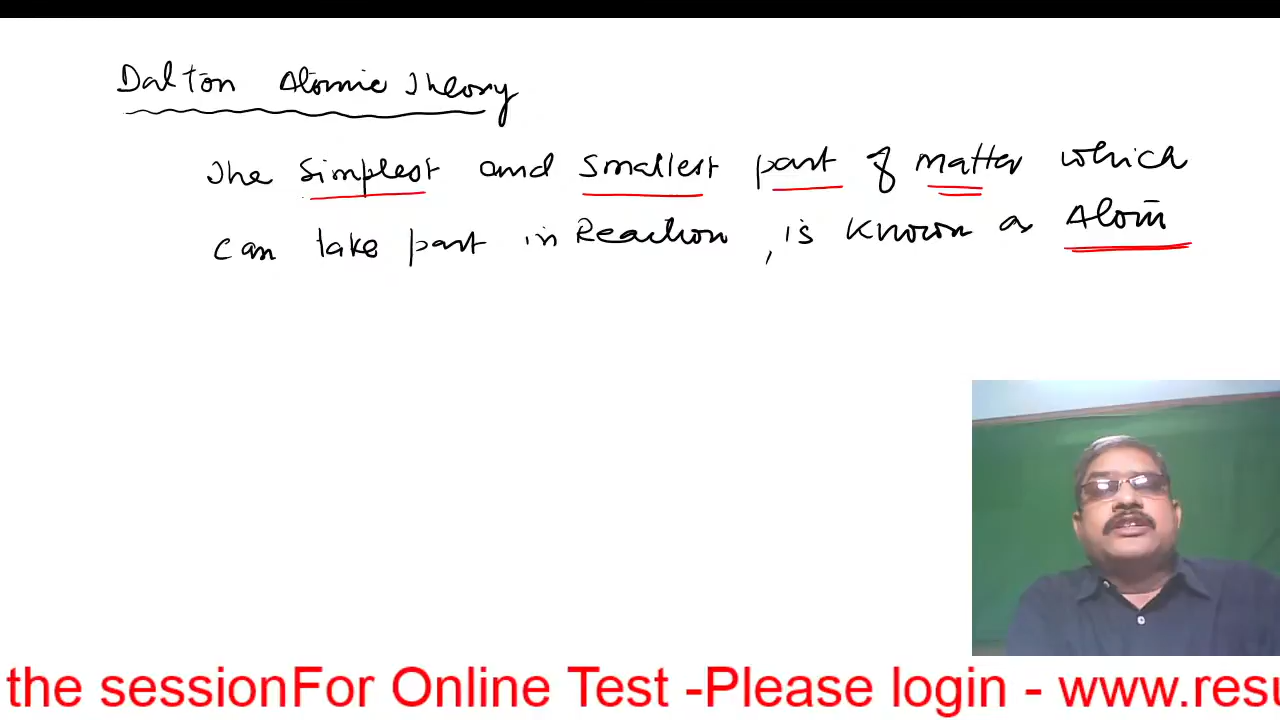 Dalton Atomic Theory
The simplest and smallest part of matter which
can take part in Reaction, is known as Atom
the sessionFor Online Test -Please login - www.resu